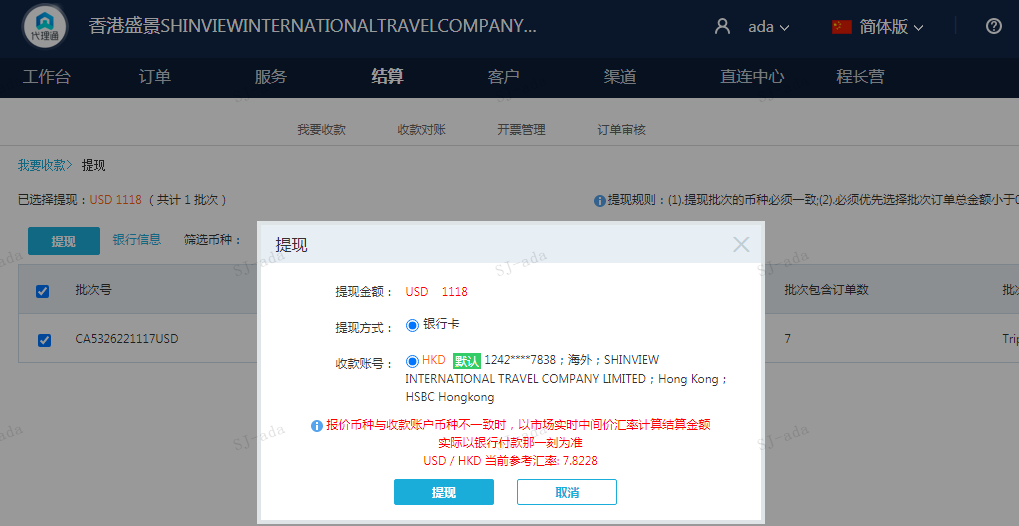 代理通
香港盛景SHINVIEWINTERNATIONALTRAVELCOMPANY...
ada
简体版
工作台 订单 服务 结算 客户 渠道 直连中心 程长营
我要收款 收款对账 开票管理 订单审核
我要收款> 提现
已选择提现：USD 1118 （ 共计 1 批次 ）
提现规则：(1).提现批次的币种必须一致;(2).必须优先选择批次订单总金额小于
提现 银行信息 筛选币种：
批次号 批次包含订单数
CA5326221117USD 7 Trip
提现
提现金额： USD 1118
提现方式： 银行卡
收款账号： HKD 默认 1242****7838；海外；SHINVIEW
INTERNATIONAL TRAVEL COMPANY LIMITED；Hong Kong；
HSBC Hongkong
报价币种与收款账户币种不一致时，以市场实时中间价汇率计算结算金额
实际以银行付款那一刻为准
USD / HKD 当前参考汇率: 7.8228
提现 取消
SJ-ada
SJ-ada
SJ-ada
SJ-ada
SJ-ada